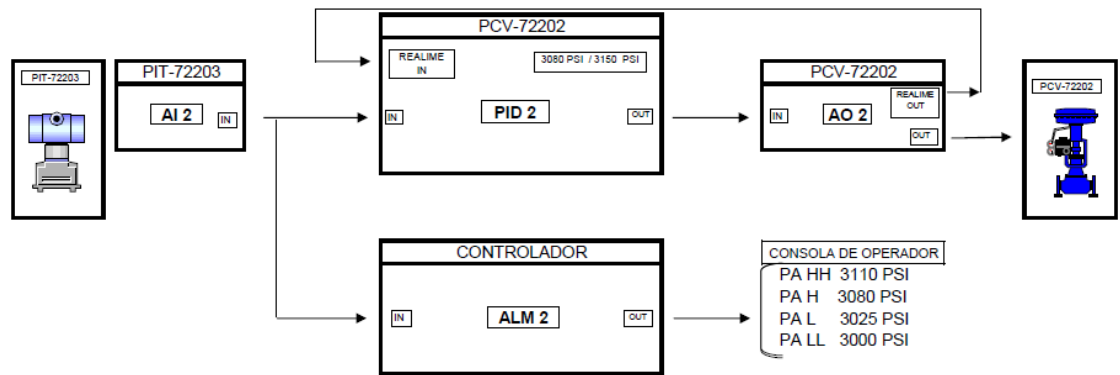 PIT-72203
PIT-72203
AI 2
IN
PCV-72202
REALIME
IN
3080 PSI / 3150 PSI
IN
PID 2
OUT
PCV-72202
IN
AO 2
REALIME
OUT
OUT
PCV-72202
CONTROLADOR
IN
ALM 2
OUT
CONSOLA DE OPERADOR
PA HH 3110 PSI
PA H 3080 PSI
PA L 3025 PSI
PA LL 3000 PSI